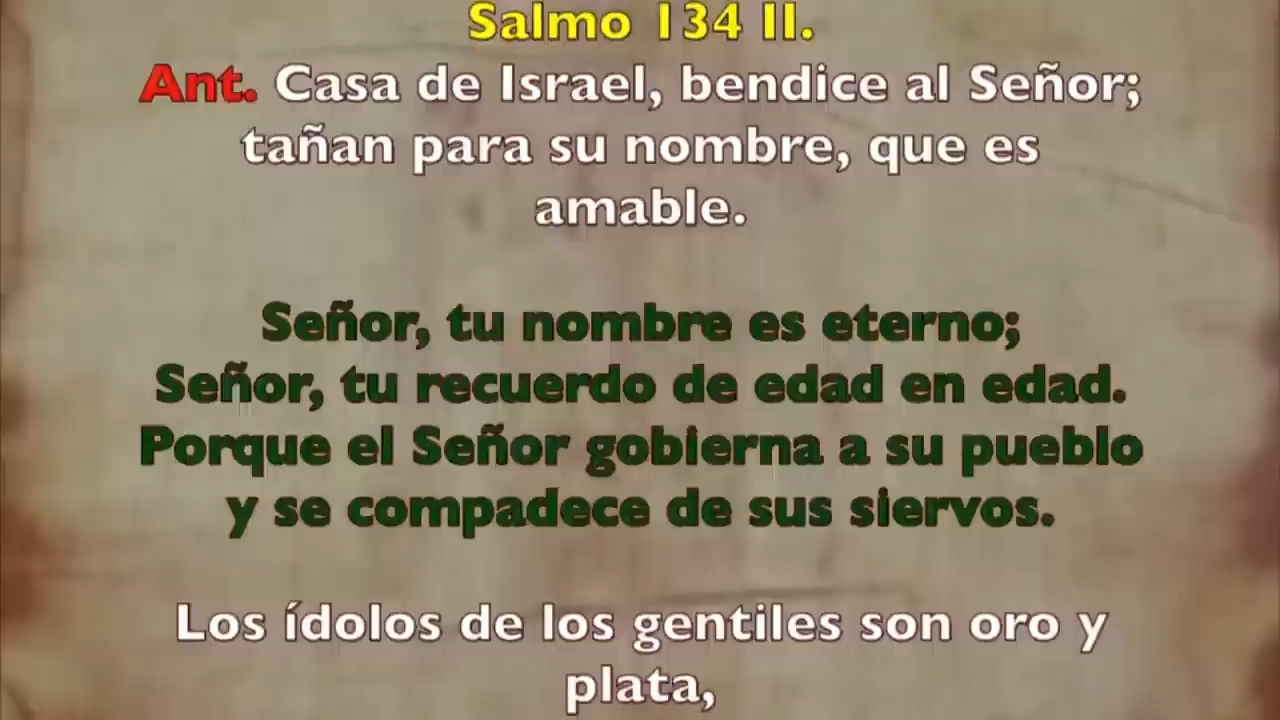 Salmo 134 II.
Ant. Casa de Israel, bendice al Señor;
tañan para su nombre, que es
amable.
Señor, tu nombre es eterno;
Señor, tu recuerdo de edad en edad.
Porque el Señor gobierna a su pueblo
y se compadece de sus siervos.
Los ídolos de los gentiles son oro y
plata,